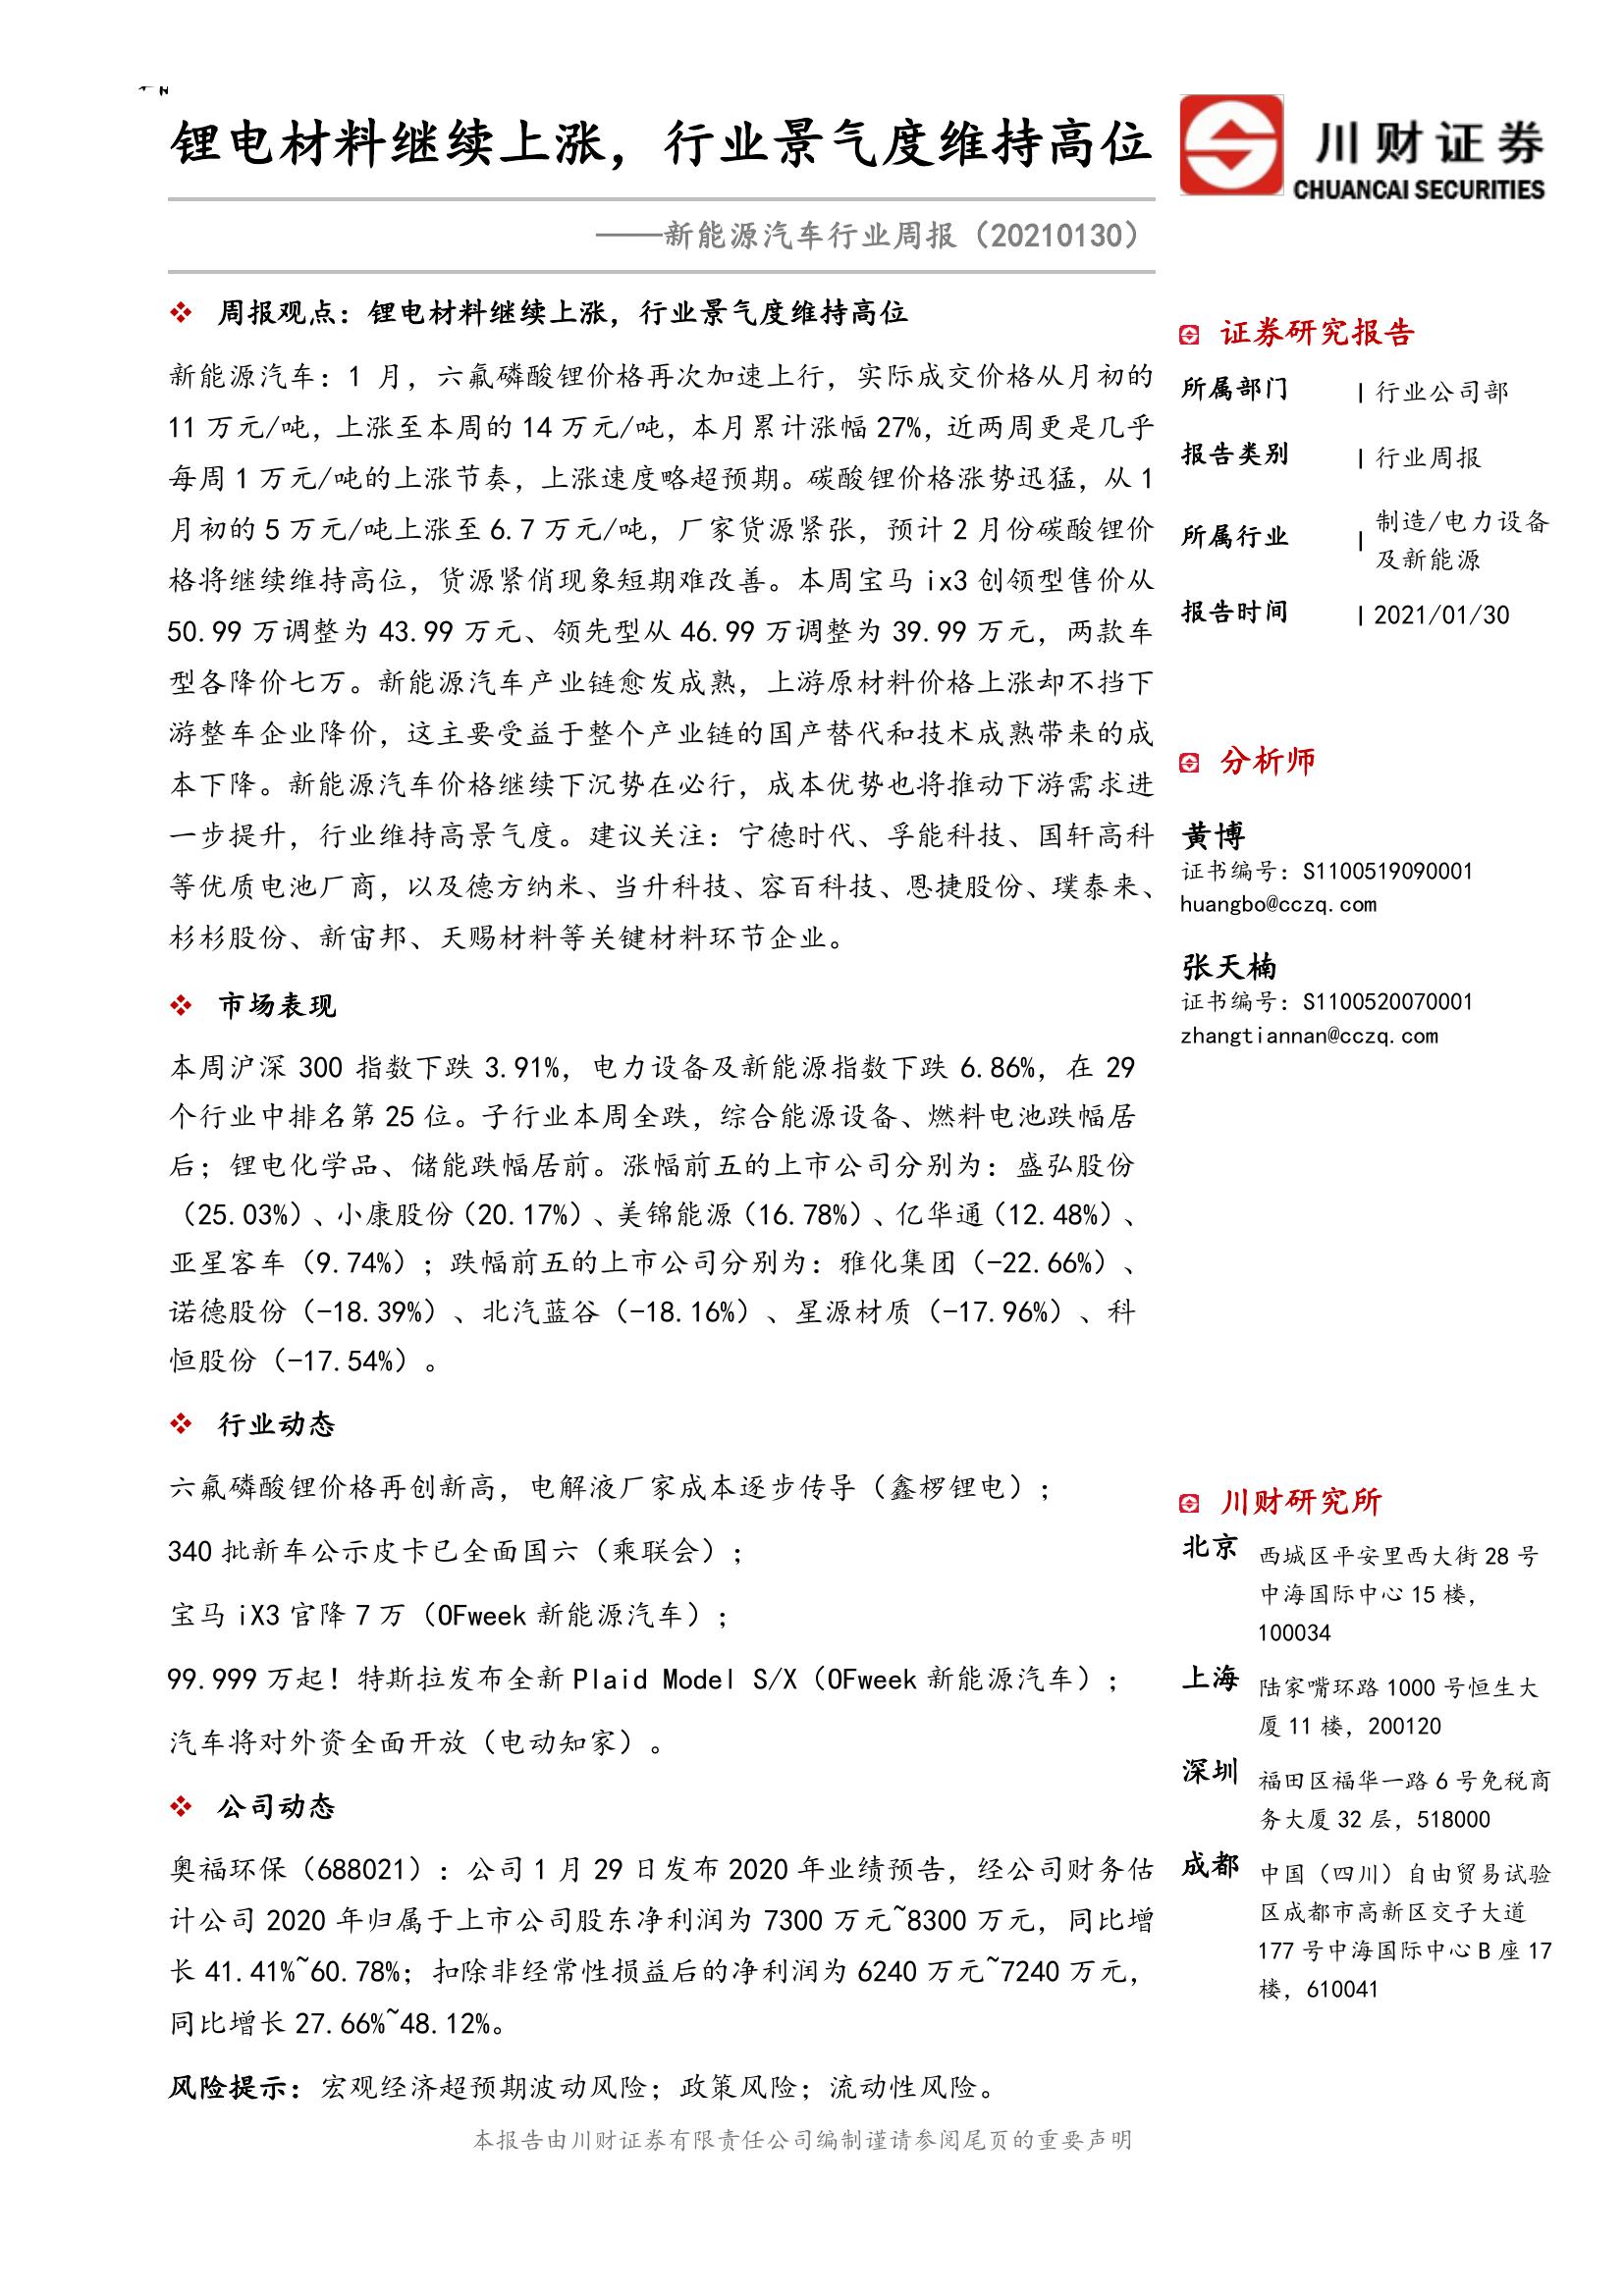 锂电材料继续上涨，行业景气度维持高位
——新能源汽车行业周报（20210130）
周报观点：锂电材料继续上涨，行业景气度维持高位
新能源汽车：1 月，六氟磷酸锂价格再次加速上行，实际成交价格从月初的
11 万元/吨，上涨至本周的 14 万元/吨，本月累计涨幅 27%，近两周更是几乎
每周 1 万元/吨的上涨节奏，上涨速度略超预期。碳酸锂价格涨势迅猛，从 1
月初的 5 万元/吨上涨至 6.7 万元/吨，厂家货源紧张，预计 2 月份碳酸锂价
格将继续维持高位，货源紧俏现象短期难改善。本周宝马 ix3 创领型售价从
50.99 万调整为 43.99 万元、领先型从 46.99 万调整为 39.99 万元，两款车
型各降价七万。新能源汽车产业链愈发成熟，上游原材料价格上涨却不挡下
游整车企业降价，这主要受益于整个产业链的国产替代和技术成熟带来的成
本下降。新能源汽车价格继续下沉势在必行，成本优势也将推动下游需求进
一步提升，行业维持高景气度。建议关注：宁德时代、孚能科技、国轩高科
等优质电池厂商，以及德方纳米、当升科技、容百科技、恩捷股份、璞泰来、
杉杉股份、新宙邦、天赐材料等关键材料环节企业。
市场表现
本周沪深 300 指数下跌 3.91%，电力设备及新能源指数下跌 6.86%，在 29
个行业中排名第 25 位。子行业本周全跌，综合能源设备、燃料电池跌幅居
后；锂电化学品、储能跌幅居前。涨幅前五的上市公司分别为：盛弘股份
（25.03%）、小康股份（20.17%）、美锦能源（16.78%）、亿华通（12.48%）、
亚星客车（9.74%）；跌幅前五的上市公司分别为：雅化集团（-22.66%）、
诺德股份（-18.39%）、北汽蓝谷（-18.16%）、星源材质（-17.96%）、科
恒股份（-17.54%）。
行业动态
六氟磷酸锂价格再创新高，电解液厂家成本逐步传导（鑫椤锂电）；
340 批新车公示皮卡已全面国六（乘联会）；
宝马 iX3 官降 7 万（OFweek 新能源汽车）；
99.999 万起！特斯拉发布全新 Plaid Model S/X（OFweek 新能源汽车）；
汽车将对外资全面开放（电动知家）。
公司动态
奥福环保（688021）：公司 1 月 29 日发布 2020 年业绩预告，经公司财务估
计公司 2020 年归属于上市公司股东净利润为 7300 万元~8300 万元，同比增
长 41.41%~60.78%；扣除非经常性损益后的净利润为 6240 万元~7240 万元，
同比增长 27.66%~48.12%。
风险提示：宏观经济超预期波动风险；政策风险；流动性风险。
川财证券
CHUANCAI SECURITIES
证券研究报告
所属部门 | 行业公司部
报告类别 | 行业周报
所属行业 | 制造/电力设备
及新能源
报告时间 | 2021/01/30
分析师
黄博
证书编号：S1100519090001
huangbo@cczq.com
张天楠
证书编号：S1100520070001
zhangtiannan@cczq.com
川财研究所
北京 西城区平安里西大街 28 号
中海国际中心 15 楼，
100034
上海 陆家嘴环路 1000 号恒生大
厦 11 楼，200120
深圳 福田区福华一路 6 号免税商
务大厦 32 层，518000
成都 中国（四川）自由贸易试验
区成都市高新区交子大道
177 号中海国际中心 B 座 17
楼，610041
本报告由川财证券有限责任公司编制谨请参阅尾页的重要声明